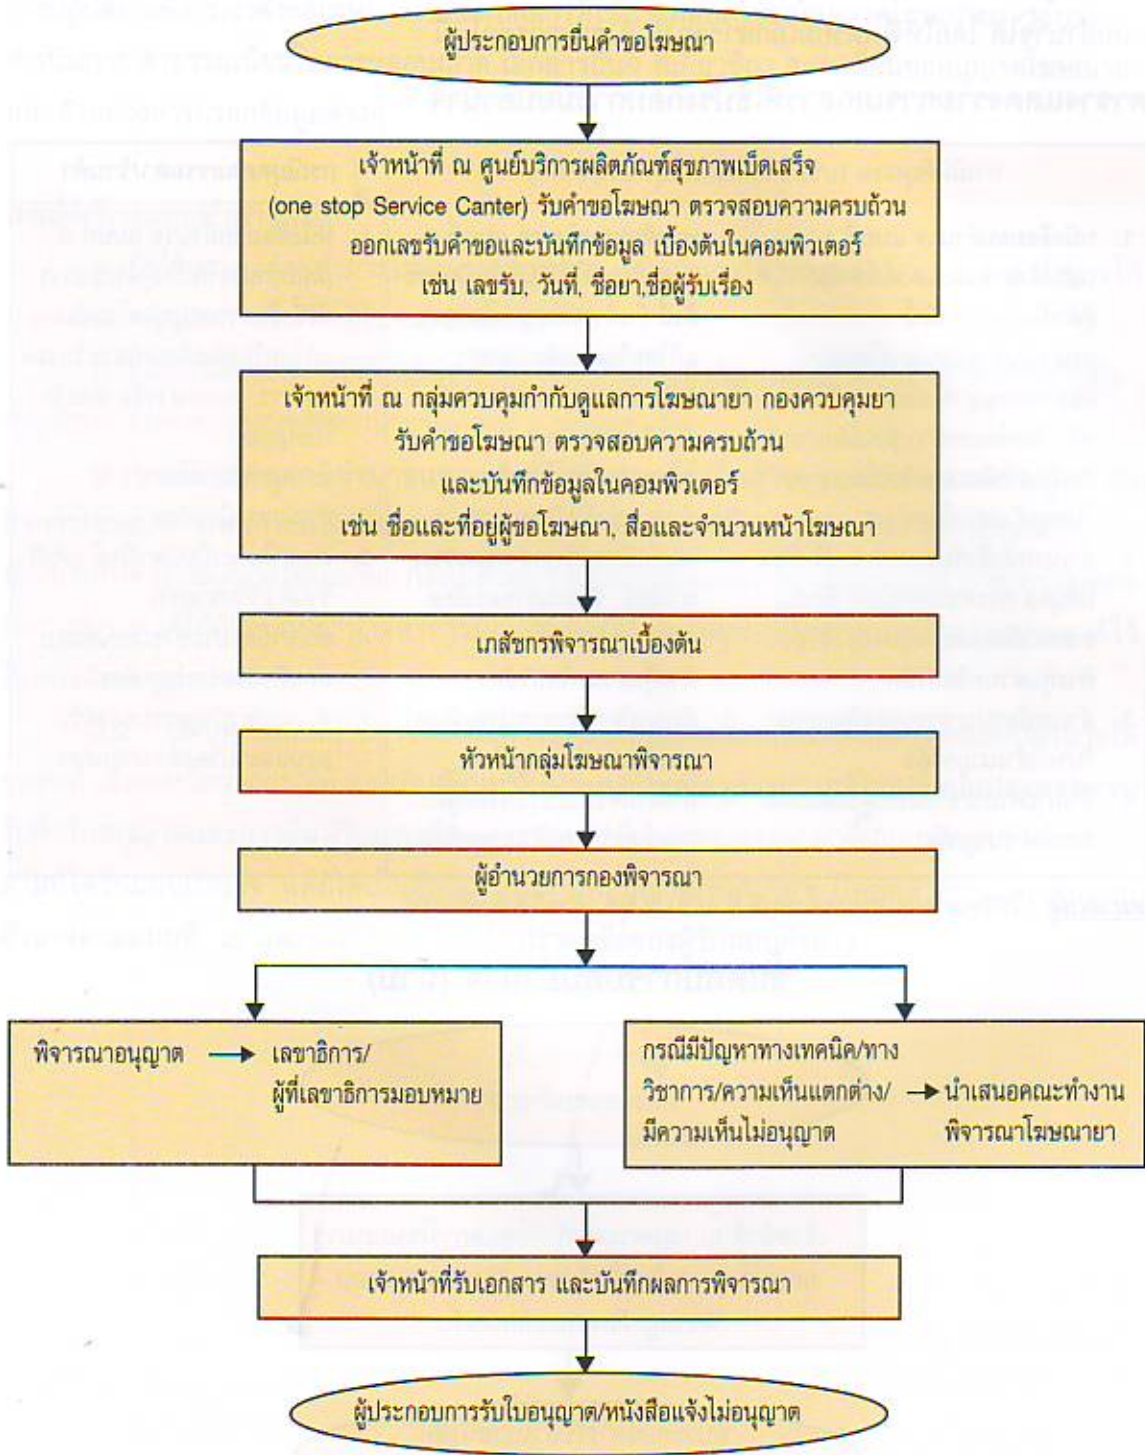 ผู้ประกอบการยื่นคำขอโฆษณา
เจ้าหน้าที่ ณ ศูนย์บริการผลิตภัณฑ์สุขภาพเบ็ดเสร็จ
(one stop Service Canter) รับคำขอโฆษณา ตรวจสอบความครบถ้วน
ออกเลขรับคำขอและบันทึกข้อมูล เบื้องต้นในคอมพิวเตอร์
เช่น เลขรับ, วันที่, ชื่อยา,ชื่อผู้รับเรื่อง
เจ้าหน้าที่ ณ กลุ่มควบคุมกำกับดูแลการโฆษณายา กองควบคุมยา
รับคำขอโฆษณา ตรวจสอบความครบถ้วน
และบันทึกข้อมูลในคอมพิวเตอร์
เช่น ชื่อและที่อยู่ผู้ขอโฆษณา, สื่อและจำนวนหน้าโฆษณา
เภสัชกรพิจารณาเบื้องต้น
หัวหน้ากลุ่มโฆษณาพิจารณา
ผู้อำนวยการกองพิจารณา
พิจารณาอนุญาต
เลขาธิการ/
ผู้ที่เลขาธิการมอบหมาย
กรณีมีปัญหาทางเทคนิค/ทาง
วิชาการ/ความเห็นแตกต่าง/
มีความเห็นไม่อนุญาต
นำเสนอคณะทำงาน
พิจารณาโฆษณายา
เจ้าหน้าที่รับเอกสาร และบันทึกผลการพิจารณา
ผู้ประกอบการรับใบอนุญาต/หนังสือแจ้งไม่อนุญาต